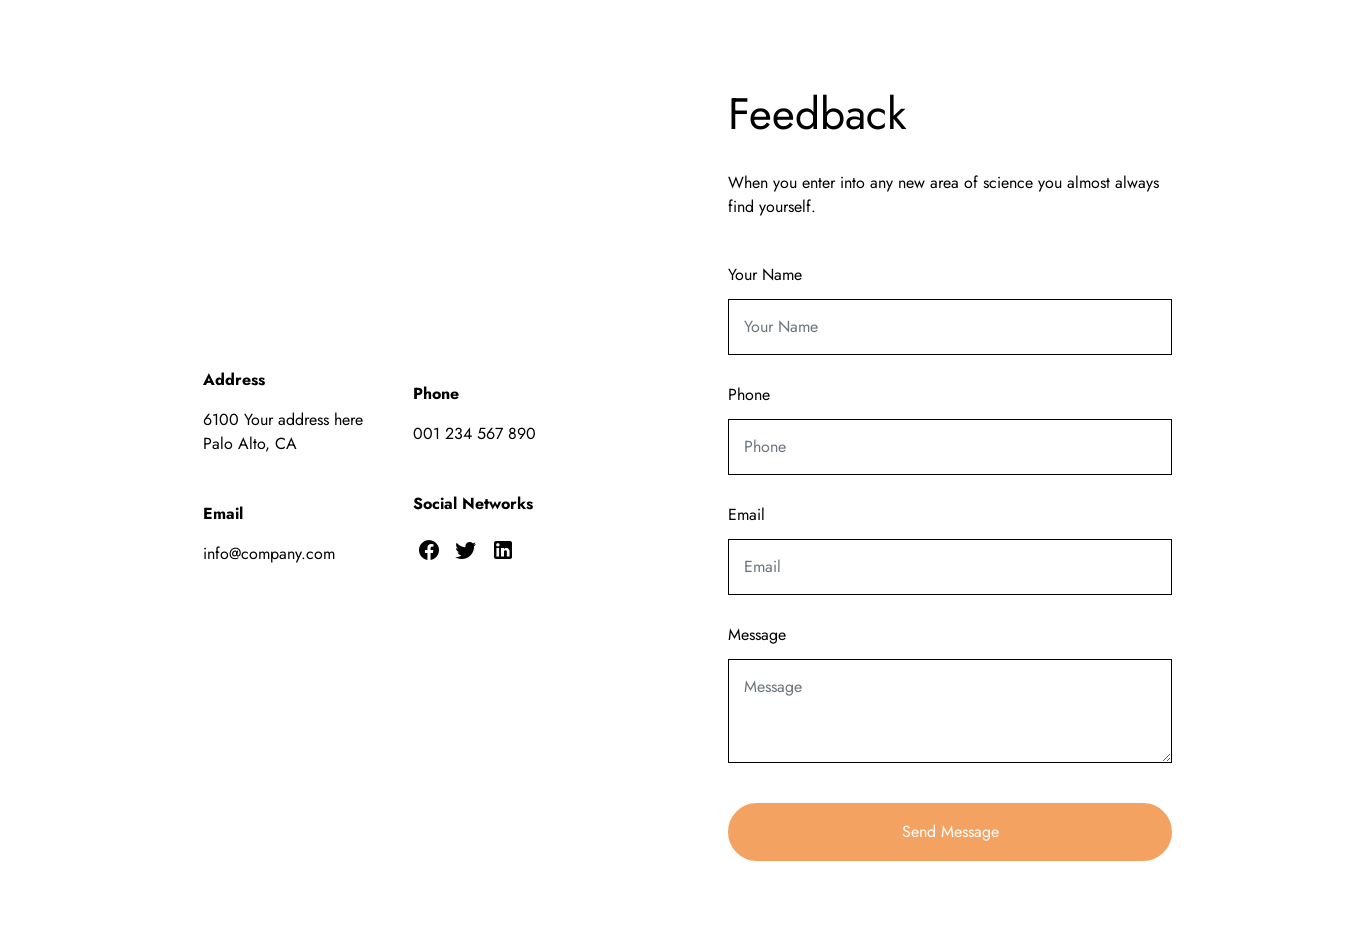 Address
6100 Your address here
Palo Alto, CA
Email
info@company.com
Phone
001 234 567 890
Social Networks
Feedback
When you enter into any new area of science you almost always
find yourself.
Your Name
Your Name
Phone
Phone
Email
Email
Message
Message
Send Message